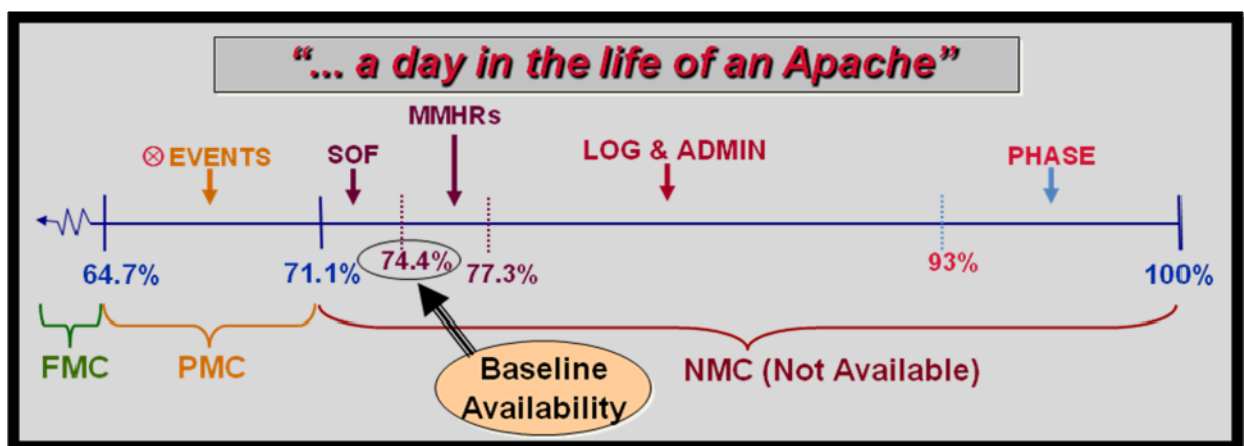 “... a day in the life of an Apache”
MMHRs
⊗ EVENTS
SOF
LOG & ADMIN
PHASE
64.7%
71.1%
74.4%
77.3%
93%
100%
FMC
PMC
NMC (Not Available)
Baseline
Availability